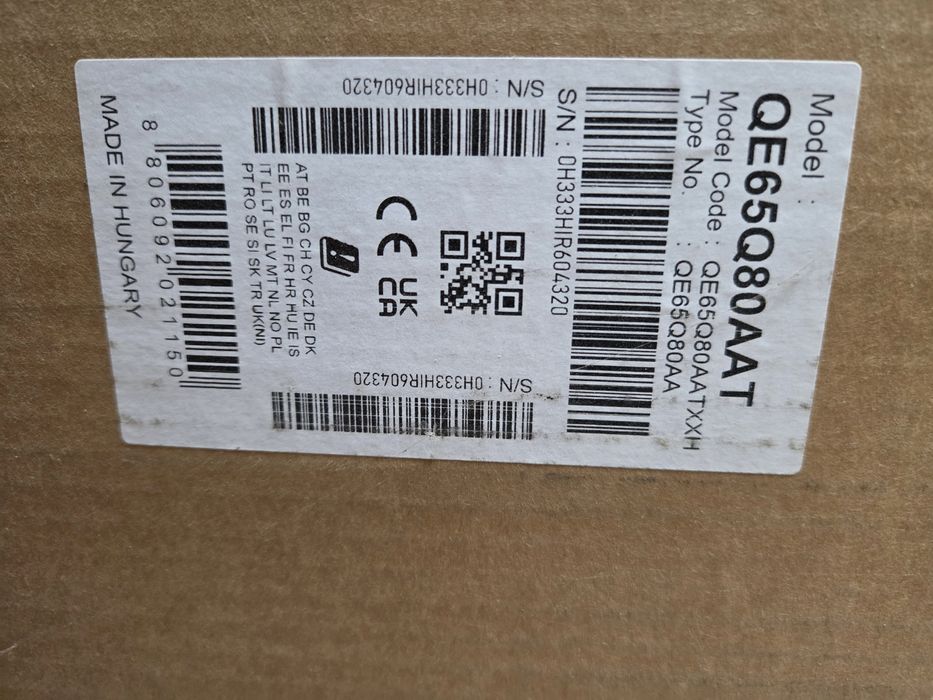 Model :
QE65Q80AAT
Model Code : QE65Q80AATXXH
Type No. : QE65Q80AA
S/N : 0H333HIR604320
S/N : 0H333HIR604320
S/N : 0H333HIR604320
CE
UK
CA
AT BE BG CH CY CZ DE DK
EE ES EL FI FR HR HU IE IS
IT LI LT LU LV MT NL NO PL
PT RO SE SI SK TR UK(NI)
8 806092 021150
MADE IN HUNGARY